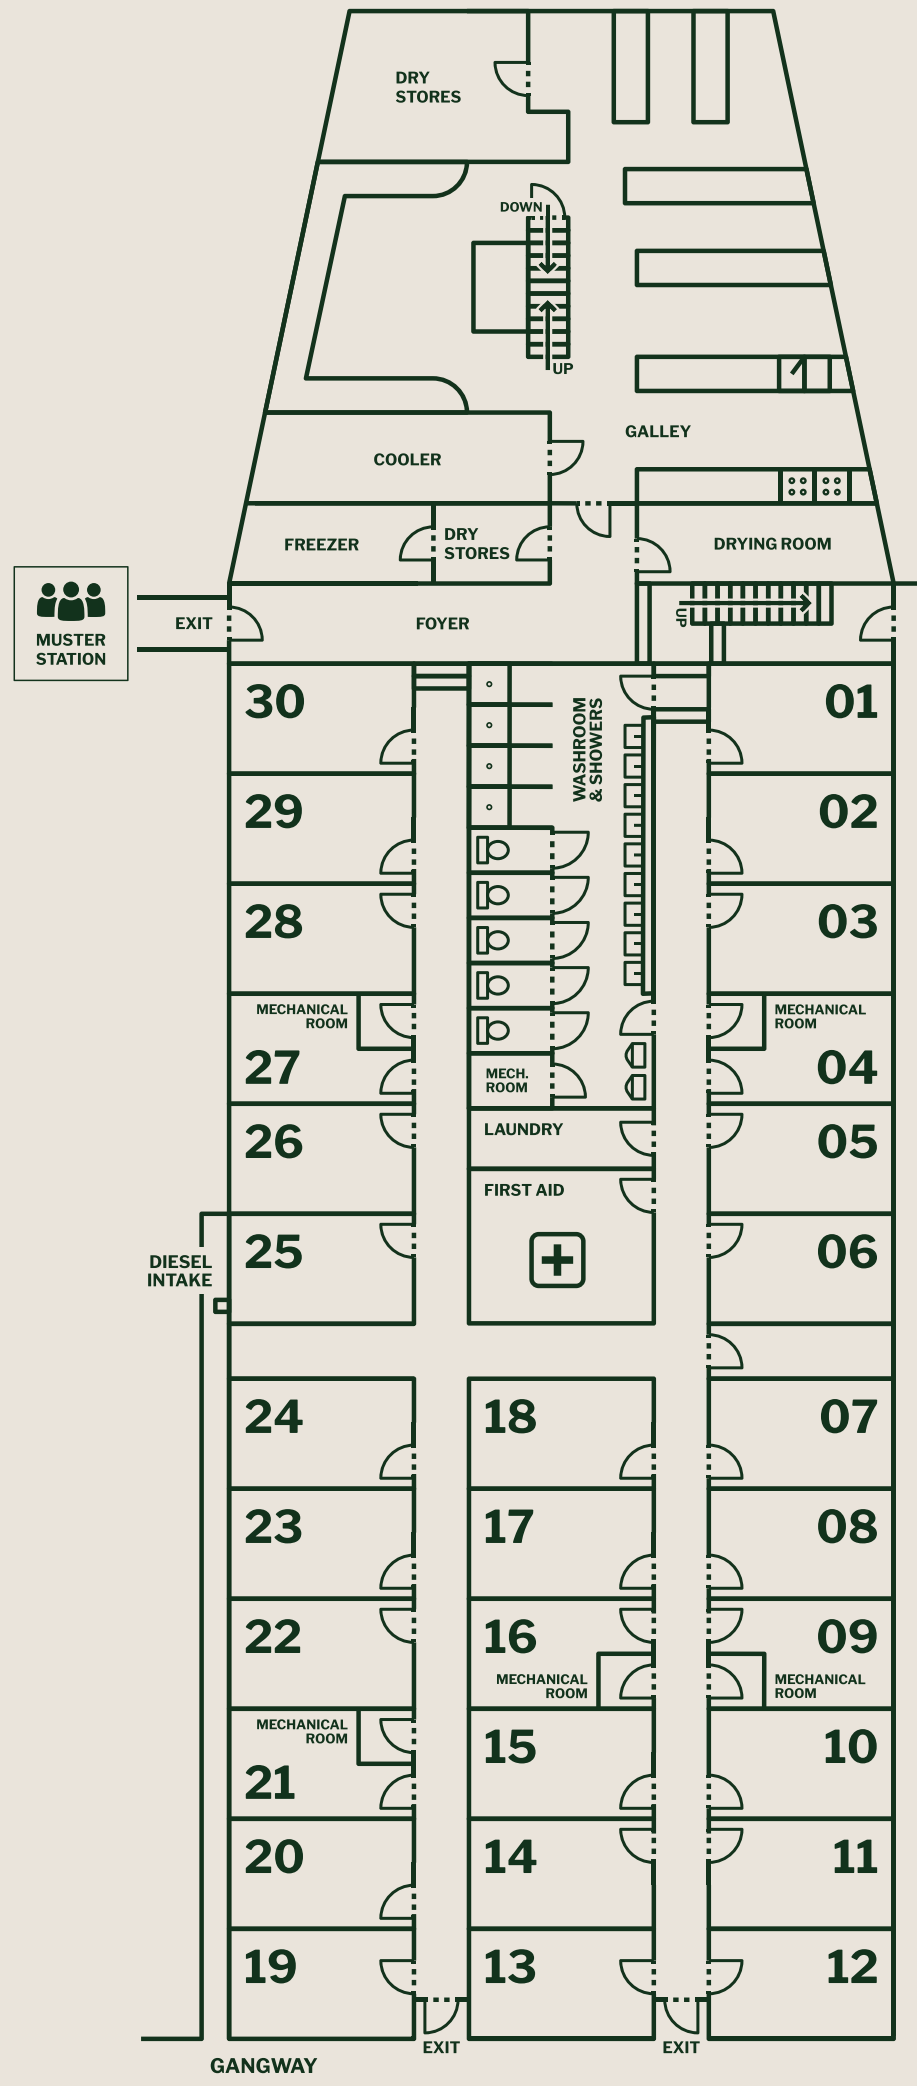 DRY
STORES
DOWN
UP
GALLEY
COOLER
FREEZER
DRY
STORES
DRYING ROOM
MUSTER
STATION
EXIT
FOYER
UP
30
WASHROOM
& SHOWERS
01
29
02
28
03
MECHANICAL
ROOM
27
MECHANICAL
ROOM
04
MECH.
ROOM
26
LAUNDRY
05
FIRST AID
25
06
DIESEL
INTAKE
24
18
07
23
17
08
22
16
MECHANICAL
ROOM
09
MECHANICAL
ROOM
MECHANICAL
ROOM
21
15
10
20
14
11
19
13
12
EXIT
EXIT
GANGWAY